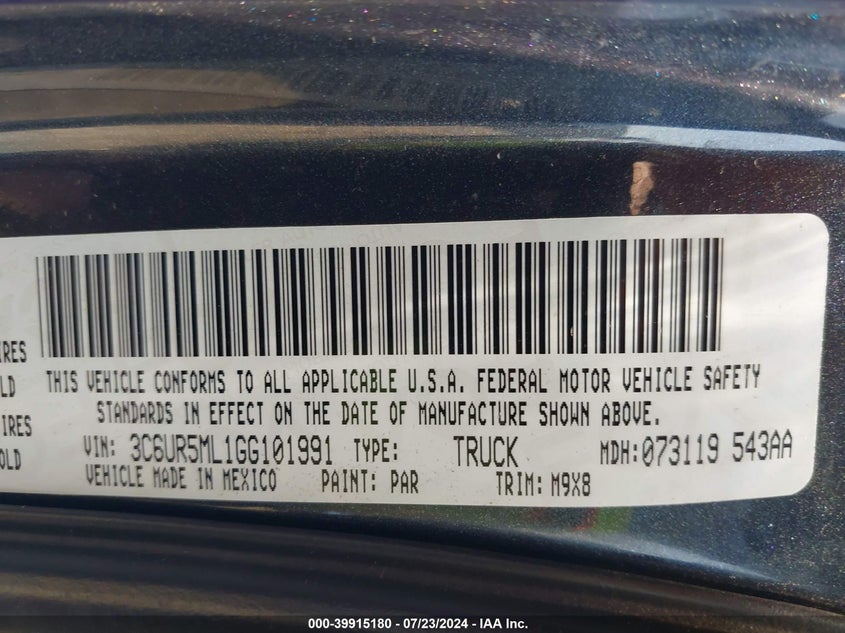 IRES
LD
IRES
OLD
THIS VEHICLE CONFORMS TO ALL APPLICABLE U.S.A. FEDERAL MOTOR VEHICLE SAFETY
STANDARDS IN EFFECT ON THE DATE OF MANUFACTURE SHOWN ABOVE.
VIN: 3C6UR5ML1GG101991 TYPE: TRUCK MDH: 073119 543AA
VEHICLE MADE IN MEXICO PAINT: PAR TRIM: M9X8
000-39915180 - 07/23/2024 - IAA Inc.